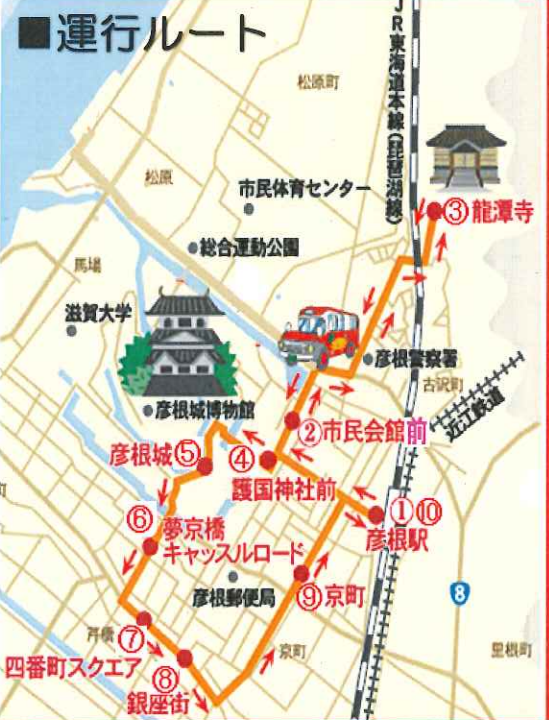 ■運行ルート
JR東海道本線(琵琶湖線)
松原町
松原
市民体育センター
③龍潭寺
総合運動公園
馬場
滋賀大学
彦根警察署
古沢町
近江鉄道
彦根城博物館
②市民会館前
彦根城⑤
④
護国神社前
①⑩
彦根駅
⑥
夢京橋
キャッスルロード
彦根郵便局
⑨京町
8
芹橋
⑦
四番町スクエア
京町
里根町
⑧
銀座街
町